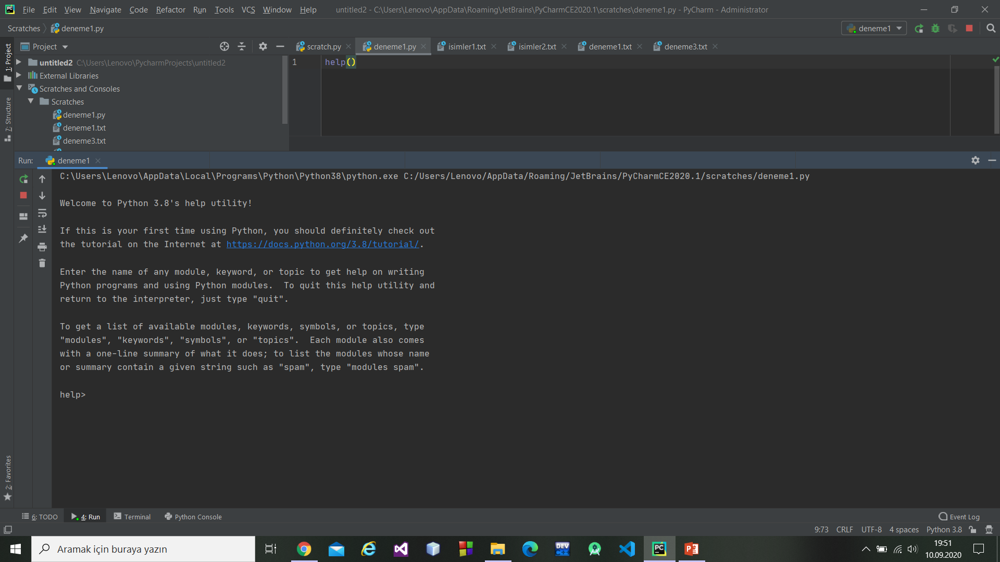 File Edit View Navigate Code Refactor Run Tools VCS Window Help untitled2 - C:\Users\Lenovo\AppData\Roaming\JetBrains\PyCharmCE2020.1\scratches\deneme1.py - PyCharm - Administrator
Scratches deneme1.py deneme1
Project scratch.py deneme1.py isimler1.txt isimler2.txt deneme1.txt deneme3.txt
1: Project
7: Structure
2: Favorites
untitled2 C:\Users\Lenovo\PycharmProjects\untitled2
External Libraries
Scratches and Consoles
Scratches
deneme1.py
deneme1.txt
deneme3.txt
1 help()
Run: deneme1
C:\Users\Lenovo\AppData\Local\Programs\Python\Python38\python.exe C:/Users/Lenovo/AppData/Roaming/JetBrains/PyCharmCE2020.1/scratches/deneme1.py
Welcome to Python 3.8's help utility!
If this is your first time using Python, you should definitely check out
the tutorial on the Internet at https://docs.python.org/3.8/tutorial/.
Enter the name of any module, keyword, or topic to get help on writing
Python programs and using Python modules.  To quit this help utility and
return to the interpreter, just type "quit".
To get a list of available modules, keywords, symbols, or topics, type
"modules", "keywords", "symbols", or "topics".  Each module also comes
with a one-line summary of what it does; to list the modules whose name
or summary contain a given string such as "spam", type "modules spam".
help>
6: TODO 4: Run Terminal Python Console Event Log
9:73 CRLF UTF-8 4 spaces Python 3.8
Aramak için buraya yazın
DEV C++
PC
19:51
10.09.2020